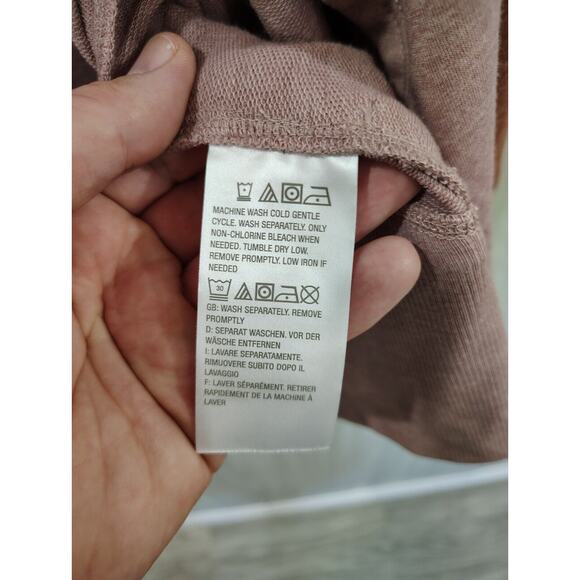 MACHINE WASH COLD GENTLE
CYCLE. WASH SEPARATELY. ONLY
NON-CHLORINE BLEACH WHEN
NEEDED. TUMBLE DRY LOW.
REMOVE PROMPTLY. LOW IRON IF
NEEDED
30
GB: WASH SEPARATELY. REMOVE
PROMPTLY
D: SEPARAT WASCHEN. VOR DER
WÄSCHE ENTFERNEN
I: LAVARE SEPARATAMENTE.
RIMUOVERE SUBITO DOPO IL
LAVAGGIO
F: LAVER SÉPARÉMENT. RETIRER
RAPIDEMENT DE LA MACHINE À
LAVER